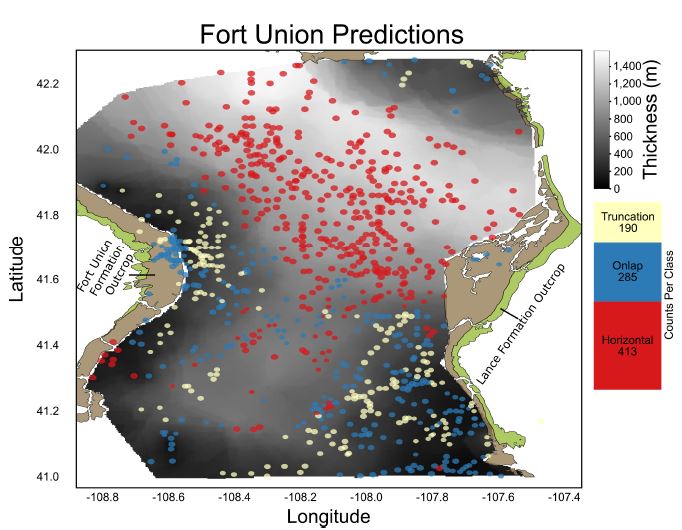 Fort Union Predictions
42.2
42.0
41.8
41.6
41.4
41.2
41.0
Latitude
-108.8
-108.6
-108.4
-108.2
-108.0
-107.8
-107.6
-107.4
Longitude
Fort Union
Formation
Outcrop
Lance Formation Outcrop
1,400
1,200
1,000
800
600
400
200
0
Thickness (m)
Truncation
190
Onlap
285
Horizontal
413
Counts Per Class